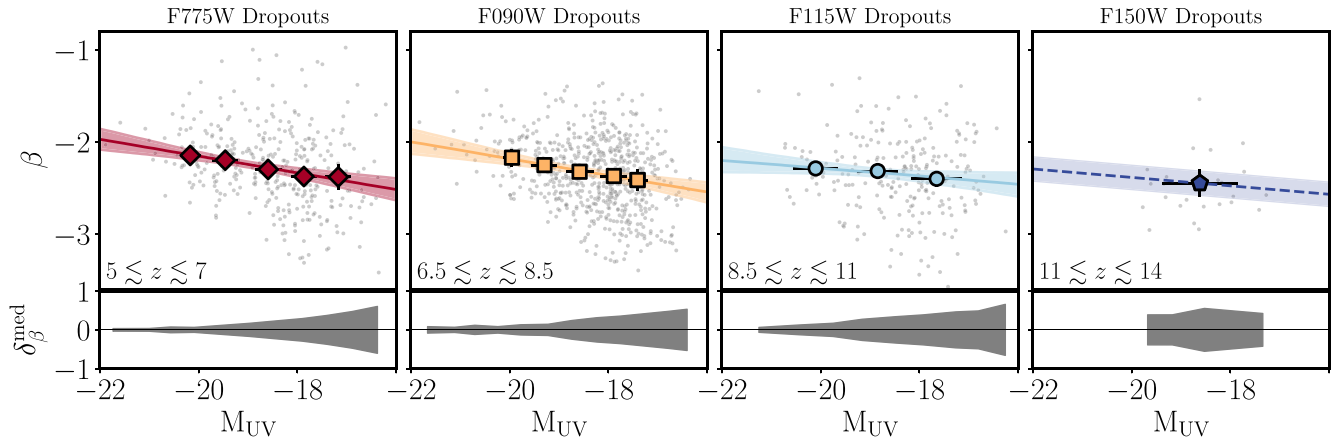 F775W Dropouts F090W Dropouts F115W Dropouts F150W Dropouts
−1
−2
−3
β
5 ≲ z ≲ 7 6.5 ≲ z ≲ 8.5 8.5 ≲ z ≲ 11 11 ≲ z ≲ 14
1
0
−1
δ_β^med
−22 −20 −18 −22 −20 −18 −22 −20 −18 −22 −20 −18
M_UV M_UV M_UV M_UV